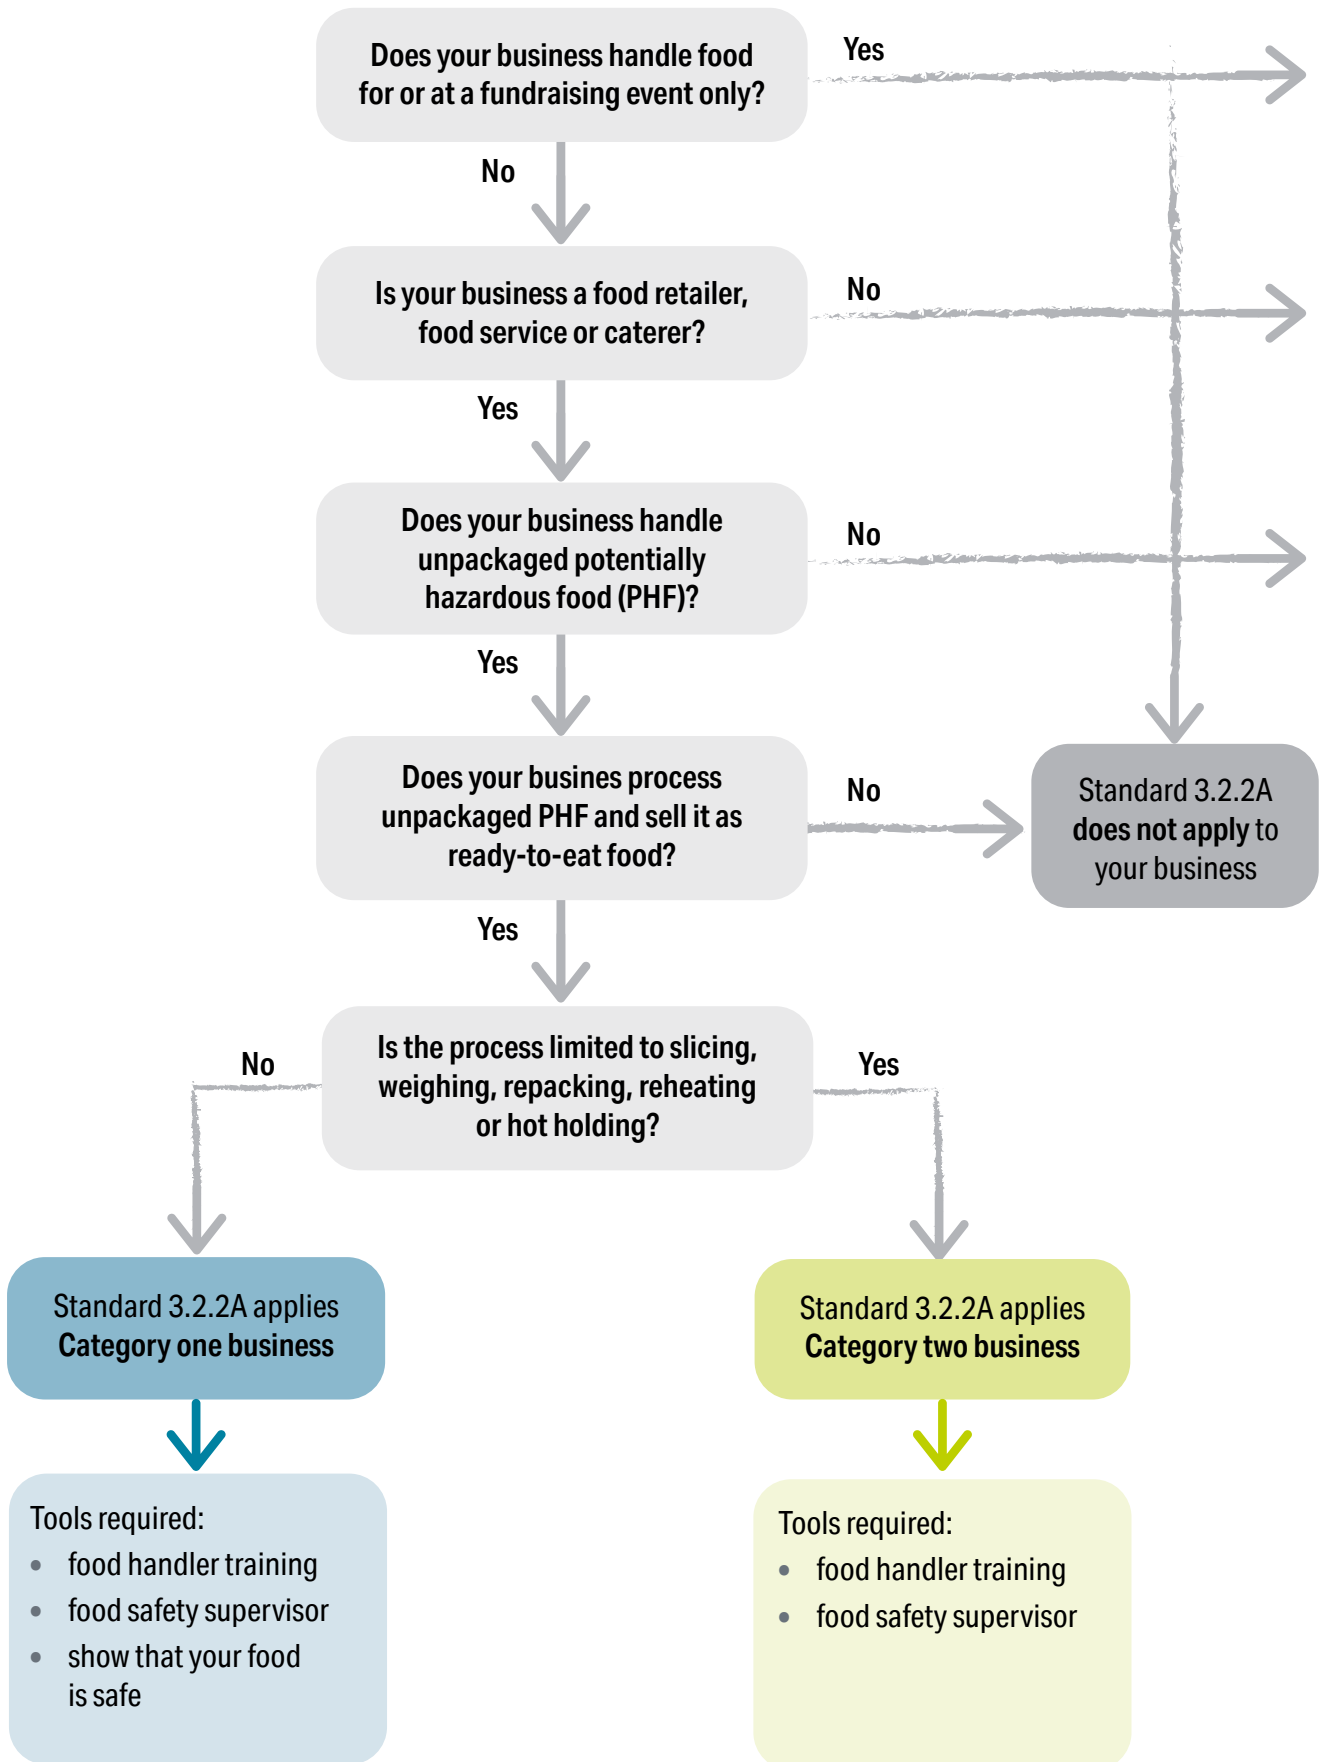 Does your business handle food
for or at a fundraising event only?
Yes
No
Is your business a food retailer,
food service or caterer?
No
Yes
Does your business handle
unpackaged potentially
hazardous food (PHF)?
No
Yes
Does your busines process
unpackaged PHF and sell it as
ready-to-eat food?
No
Standard 3.2.2A
does not apply to
your business
Yes
Is the process limited to slicing,
weighing, repacking, reheating
or hot holding?
No
Yes
Standard 3.2.2A applies
Category one business
Standard 3.2.2A applies
Category two business
Tools required:
• food handler training
• food safety supervisor
• show that your food
is safe
Tools required:
• food handler training
• food safety supervisor